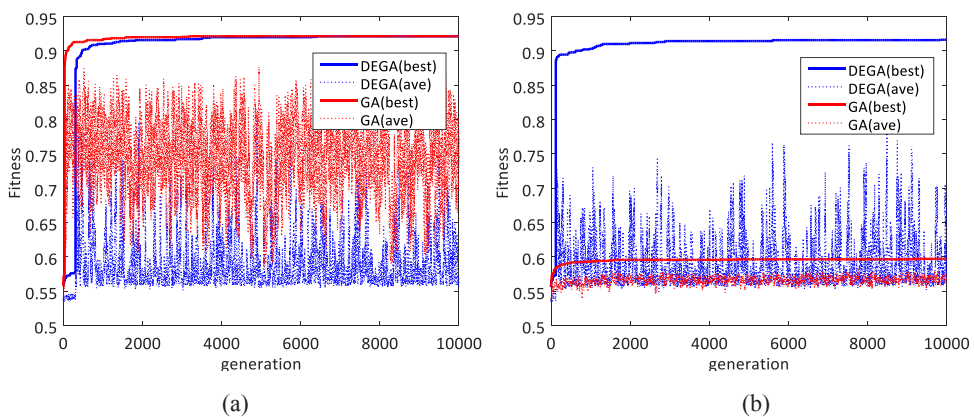 0.95
0.9
0.85
0.8
0.75
0.7
0.65
0.6
0.55
0.5
Fitness
0 2000 4000 6000 8000 10000
generation
DEGA(best)
DEGA(ave)
GA(best)
GA(ave)
(a)
0.95
0.9
0.85
0.8
0.75
0.7
0.65
0.6
0.55
0.5
Fitness
0 2000 4000 6000 8000 10000
generation
DEGA(best)
DEGA(ave)
GA(best)
GA(ave)
(b)